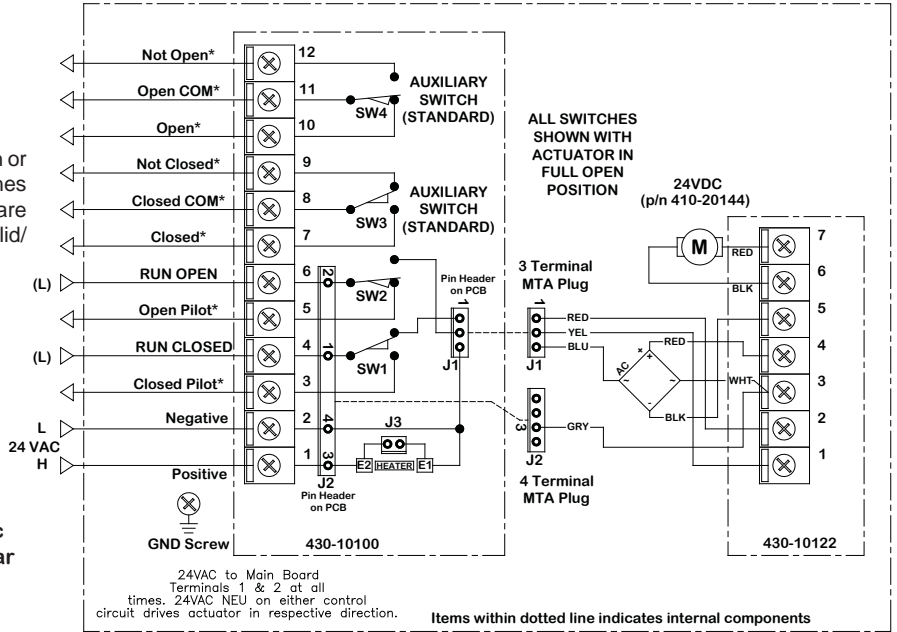 n or
nes
are
lid/
c
ar
Not Open*
Open COM*
Open*
Not Closed*
Closed COM*
Closed*
(L) RUN OPEN
Open Pilot*
(L) RUN CLOSED
Closed Pilot*
L Negative
24 VAC
H
Positive
GND Screw
12
11
10
9
8
7
6
5
4
3
2
1
2
1
4
3
J2
Pin Header
on PCB
SW4
SW3
SW2
SW1
AUXILIARY
SWITCH
(STANDARD)
AUXILIARY
SWITCH
(STANDARD)
J3
E2 HEATER E1
Pin Header
on PCB
1
J1
430-10100
ALL SWITCHES
SHOWN WITH
ACTUATOR IN
FULL OPEN
POSITION
3 Terminal
MTA Plug
1
J1
RED
YEL
BLU
3
J2
GRY
4 Terminal
MTA Plug
24VDC
(p/n 410-20144)
M
RED
BLK
AC
+
~
~
-
RED
WHT
BLK
7
6
5
4
3
2
1
430-10122
24VAC to Main Board
Terminals 1 & 2 at all
times. 24VAC NEU on either control
circuit drives actuator in respective direction.
Items within dotted line indicates internal components